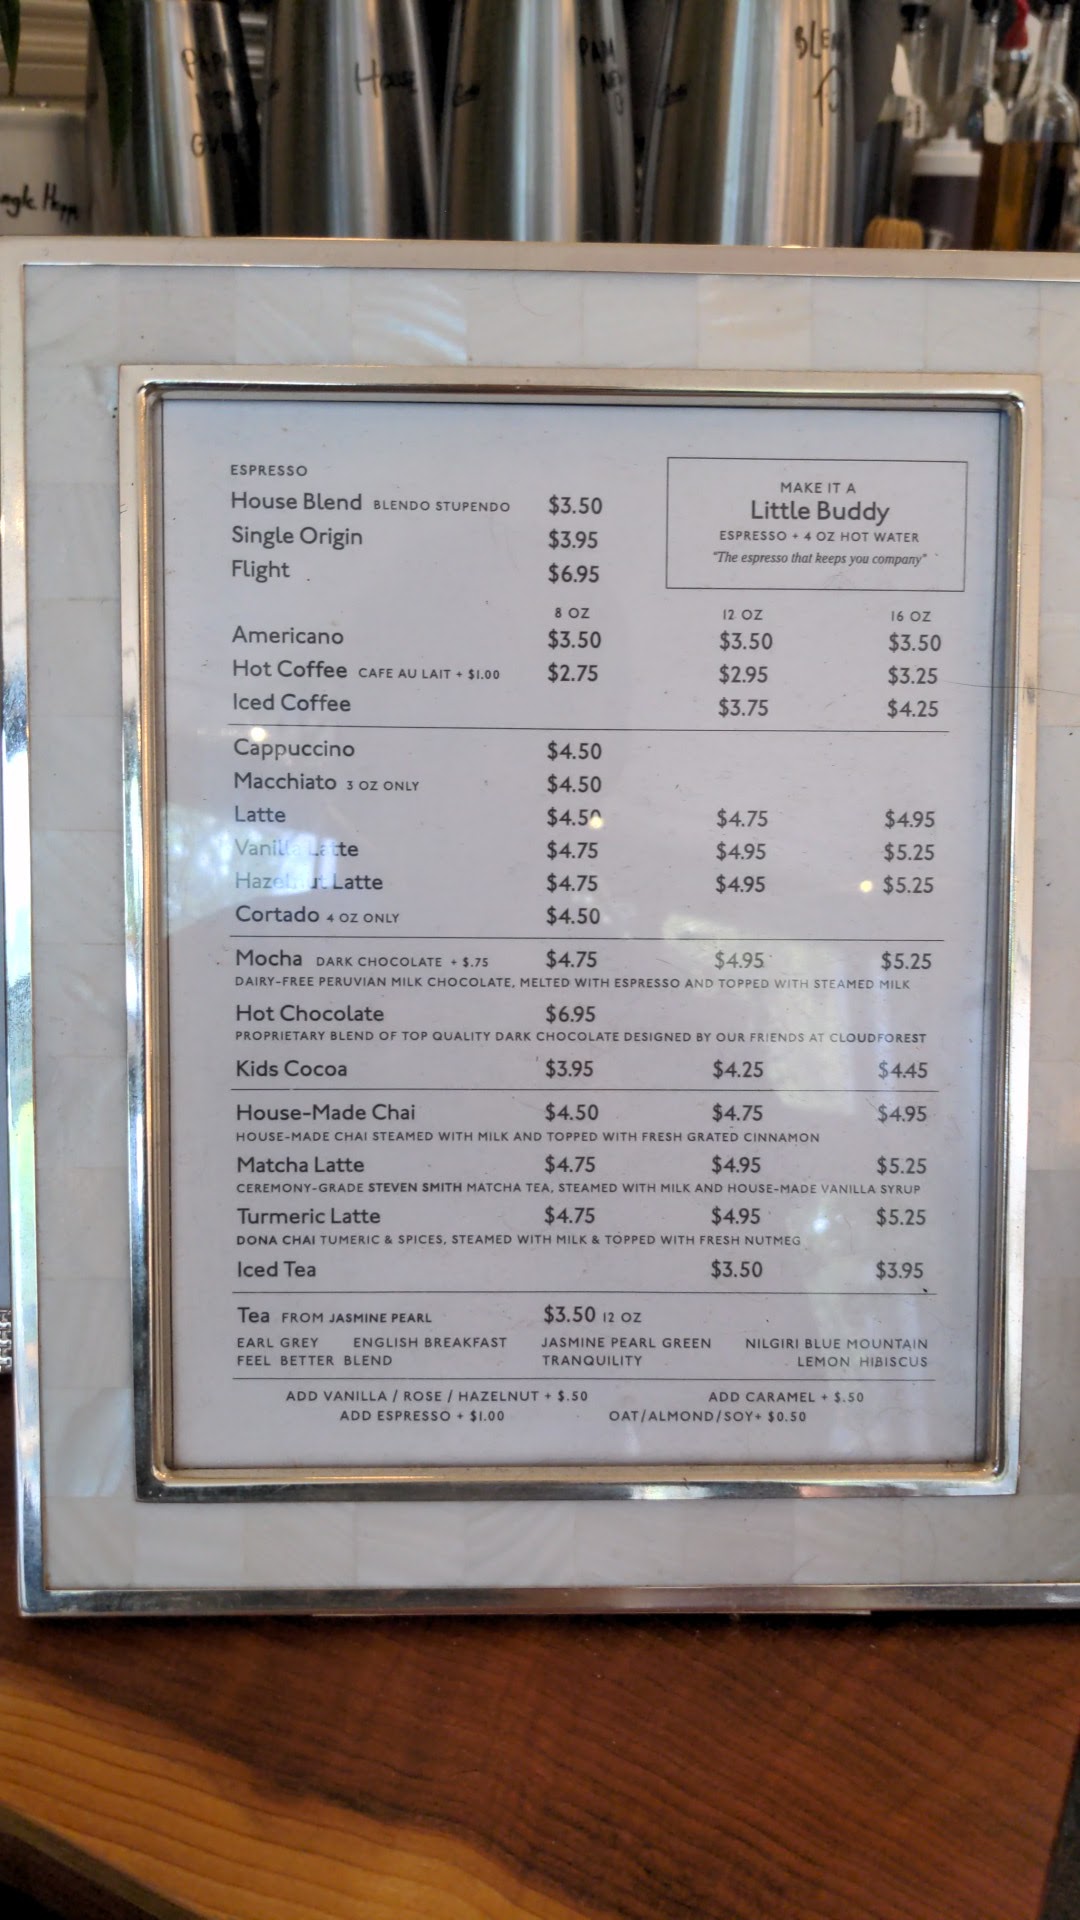 House
ESPRESSO
House Blend BLENDO STUPENDO $3.50
Single Origin $3.95
Flight $6.95
MAKE IT A
Little Buddy
ESPRESSO + 4 OZ HOT WATER
"The espresso that keeps you company"
8 OZ 12 OZ 16 OZ
Americano $3.50 $3.50 $3.50
Hot Coffee CAFE AU LAIT + $1.00 $2.75 $2.95 $3.25
Iced Coffee $3.75 $4.25
Cappuccino $4.50
Macchiato 3 OZ ONLY $4.50
Latte $4.50 $4.75 $4.95
Vanilla Latte $4.75 $4.95 $5.25
Hazelnut Latte $4.75 $4.95 $5.25
Cortado 4 OZ ONLY $4.50
Mocha DARK CHOCOLATE + $.75 $4.75 $4.95 $5.25
DAIRY-FREE PERUVIAN MILK CHOCOLATE, MELTED WITH ESPRESSO AND TOPPED WITH STEAMED MILK
Hot Chocolate $6.95
PROPRIETARY BLEND OF TOP QUALITY DARK CHOCOLATE DESIGNED BY OUR FRIENDS AT CLOUDFOREST
Kids Cocoa $3.95 $4.25 $4.45
House-Made Chai $4.50 $4.75 $4.95
HOUSE-MADE CHAI STEAMED WITH MILK AND TOPPED WITH FRESH GRATED CINNAMON
Matcha Latte $4.75 $4.95 $5.25
CEREMONY-GRADE STEVEN SMITH MATCHA TEA, STEAMED WITH MILK AND HOUSE-MADE VANILLA SYRUP
Turmeric Latte $4.75 $4.95 $5.25
DONA CHAI TUMERIC & SPICES, STEAMED WITH MILK & TOPPED WITH FRESH NUTMEG
Iced Tea $3.50 $3.95
Tea FROM JASMINE PEARL $3.50 12 OZ
EARL GREY ENGLISH BREAKFAST JASMINE PEARL GREEN NILGIRI BLUE MOUNTAIN
FEEL BETTER BLEND TRANQUILITY LEMON HIBISCUS
ADD VANILLA / ROSE / HAZELNUT + $.50 ADD CARAMEL + $.50
ADD ESPRESSO + $1.00 OAT/ALMOND/SOY+ $0.50